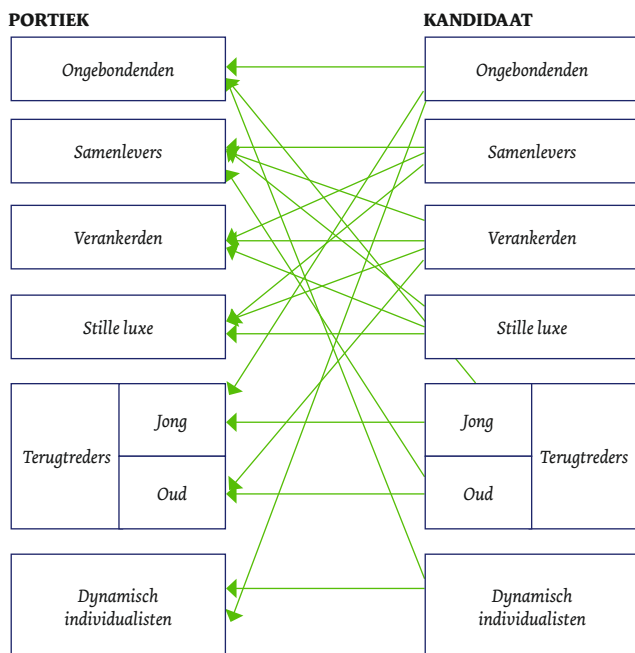 PORTIEK
Ongebondenden
Samenlevers
Verankerden
Stille luxe
Terugtreders
Jong
Oud
Dynamisch
individualisten
KANDIDAAT
Ongebondenden
Samenlevers
Verankerden
Stille luxe
Jong
Oud
Terugtreders
Dynamisch
individualisten